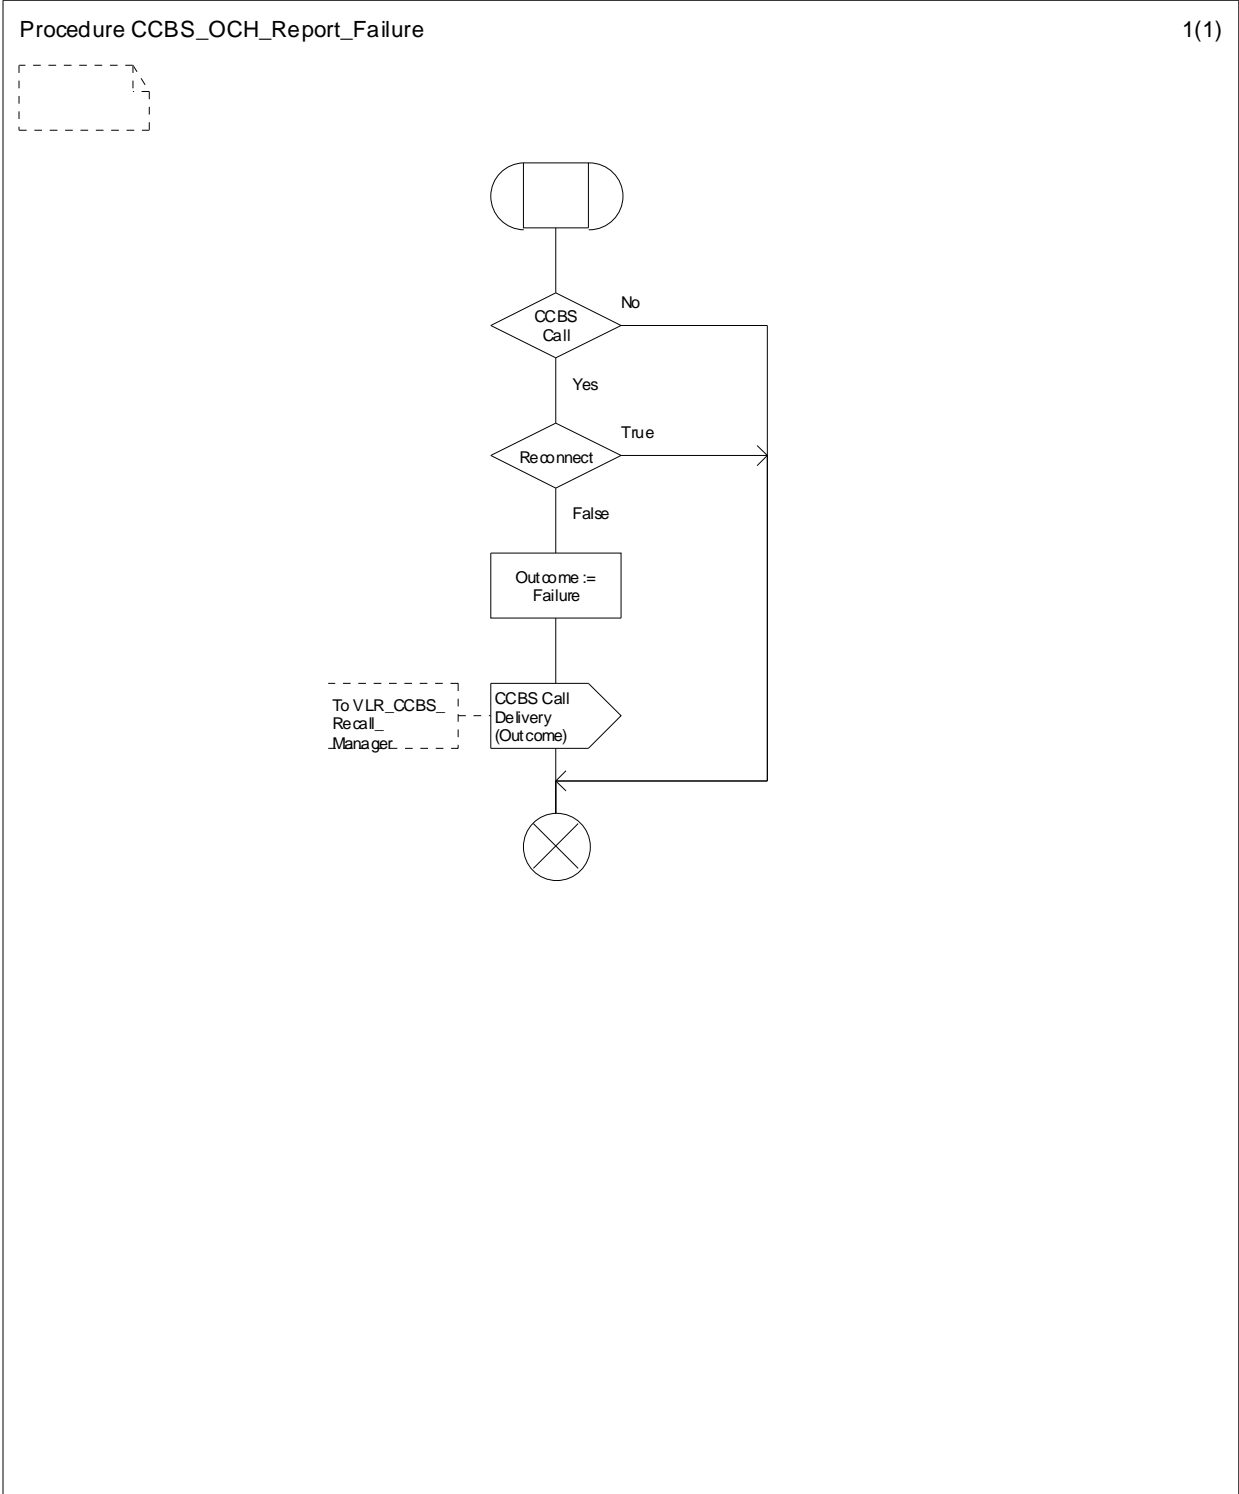 Procedure CCBS_OCH_Report_Failure
1(1)
CCBS
Call
No
Yes
Reconnect
True
False
Outcome :=
Failure
To VLR_CCBS_
Recall_
Manager
CCBS Call
Delivery
(Outcome)